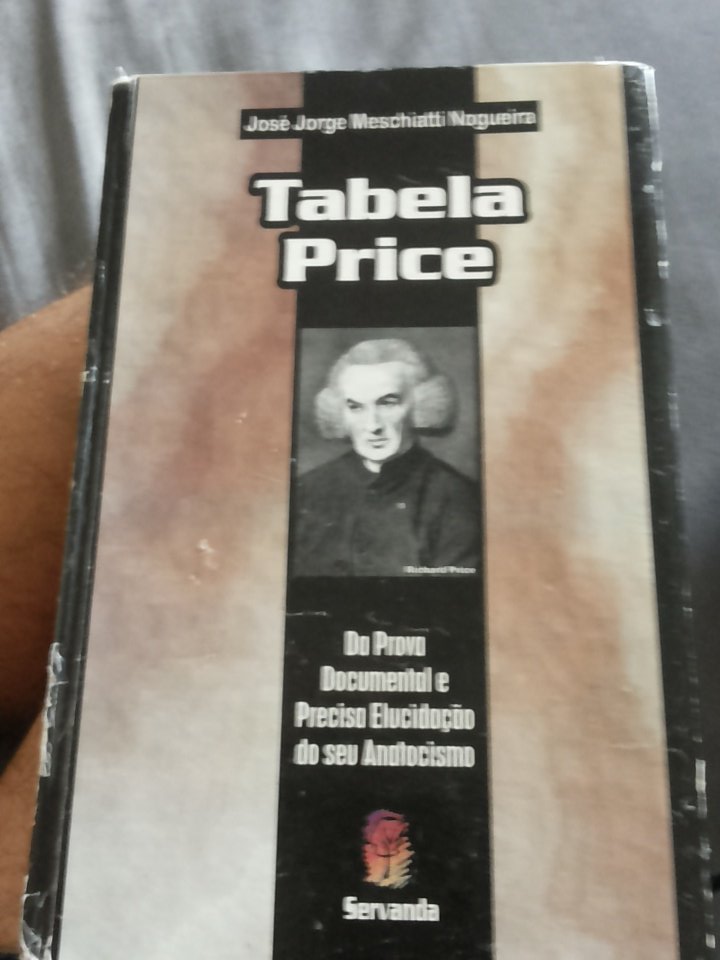 José Jorge Meschiatti Nogueira
Tabela
Price
Richard Price
Da Prova
Documental e
Precisa Elucidação
do seu Anatocismo
Servanda